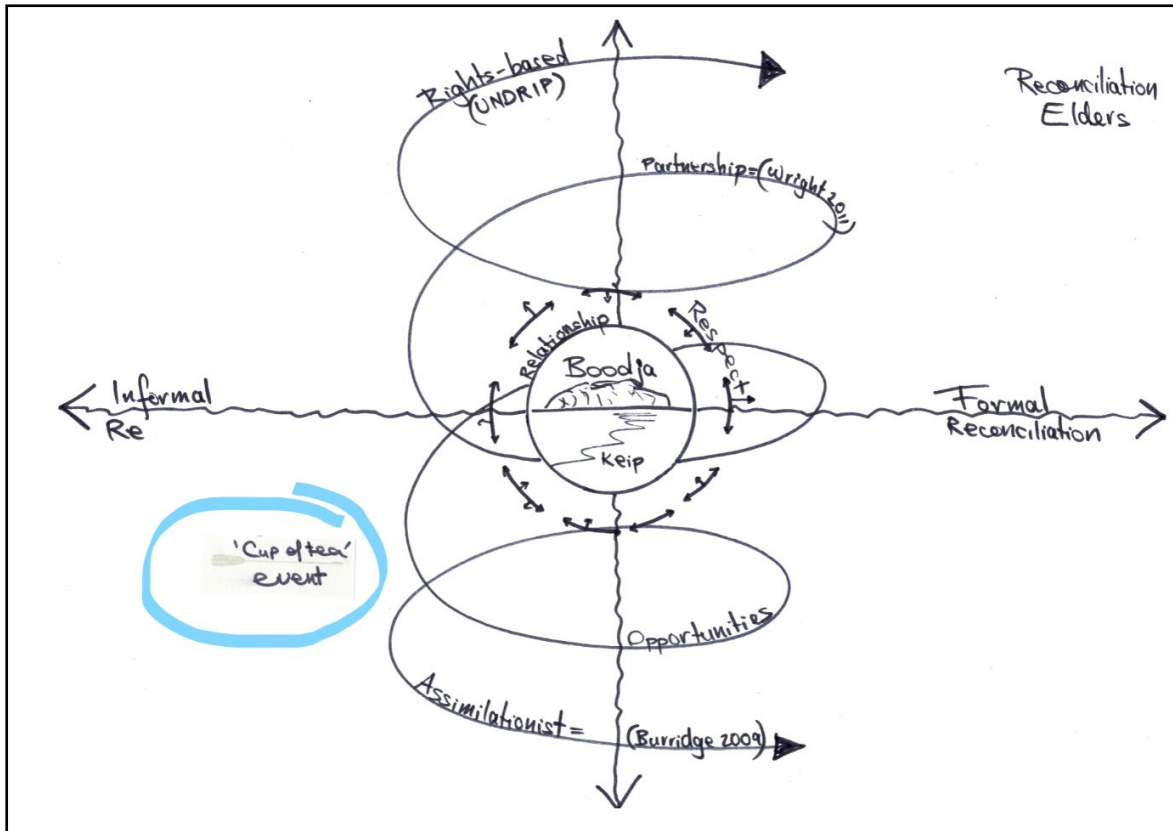 Rights-based
(UNDRIP)
Reconciliation
Elders
Partnership=(Wright 2011)
Relationship
Respect
Boodja
Keip
Informal
Re
Formal
Reconciliation
'Cup of tea'
event
Opportunities
Assimilationist = (Burridge 2009)